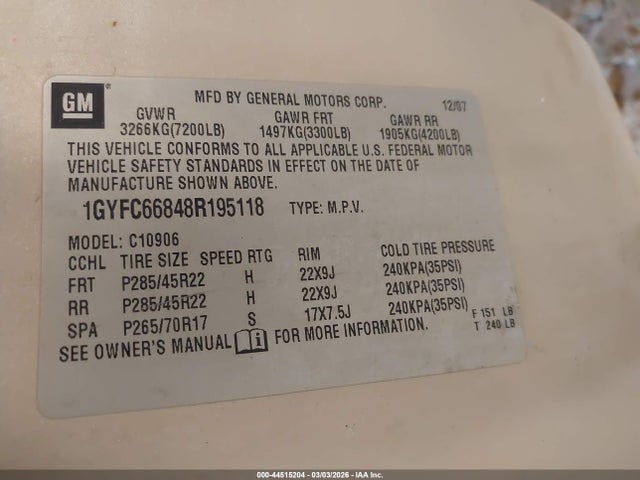 GM
MFD BY GENERAL MOTORS CORP. 12/07
GVWR GAWR FRT GAWR RR
3266KG(7200LB) 1497KG(3300LB) 1905KG(4200LB)
THIS VEHICLE CONFORMS TO ALL APPLICABLE U.S. FEDERAL MOTOR
VEHICLE SAFETY STANDARDS IN EFFECT ON THE DATE OF
MANUFACTURE SHOWN ABOVE.
1GYFC66848R195118 TYPE: M.P.V.
MODEL: C10906
CCHL TIRE SIZE SPEED RTG RIM COLD TIRE PRESSURE
FRT P285/45R22 H 22X9J 240KPA(35PSI)
RR P285/45R22 H 22X9J 240KPA(35PSI)
SPA P265/70R17 S 17X7.5J 240KPA(35PSI)
SEE OWNER'S MANUAL i FOR MORE INFORMATION.
F 151 LB
T 240 LB
000-44515204 - 03/03/2026 - IAA Inc.